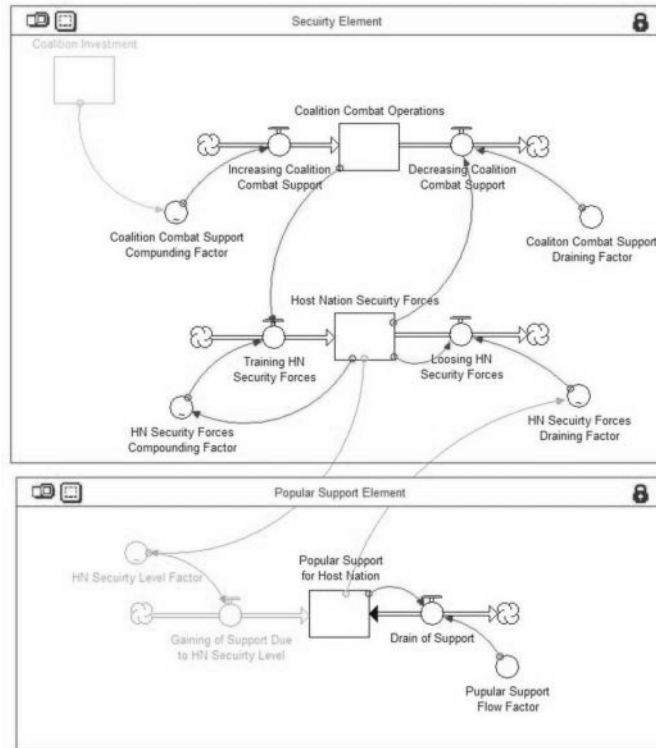 Secuirty Element
Coalition Investment
Coalition Combat Operations
Increasing Coalition
Combat Support
Decreasing Coalition
Combat Support
Coalition Combat Support
Compunding Factor
Coaliton Combat Support
Draining Factor
Host Nation Secuirty Forces
Training HN
Security Forces
Loosing HN
Security Forces
HN Security Forces
Compounding Factor
HN Secuirty Forces
Draining Factor
Popular Support Element
HN Secuirty Level Factor
Popular Support
for Host Nation
Gaining of Support Due
to HN Secuirty Level
Drain of Support
Pupular Support
Flow Factor